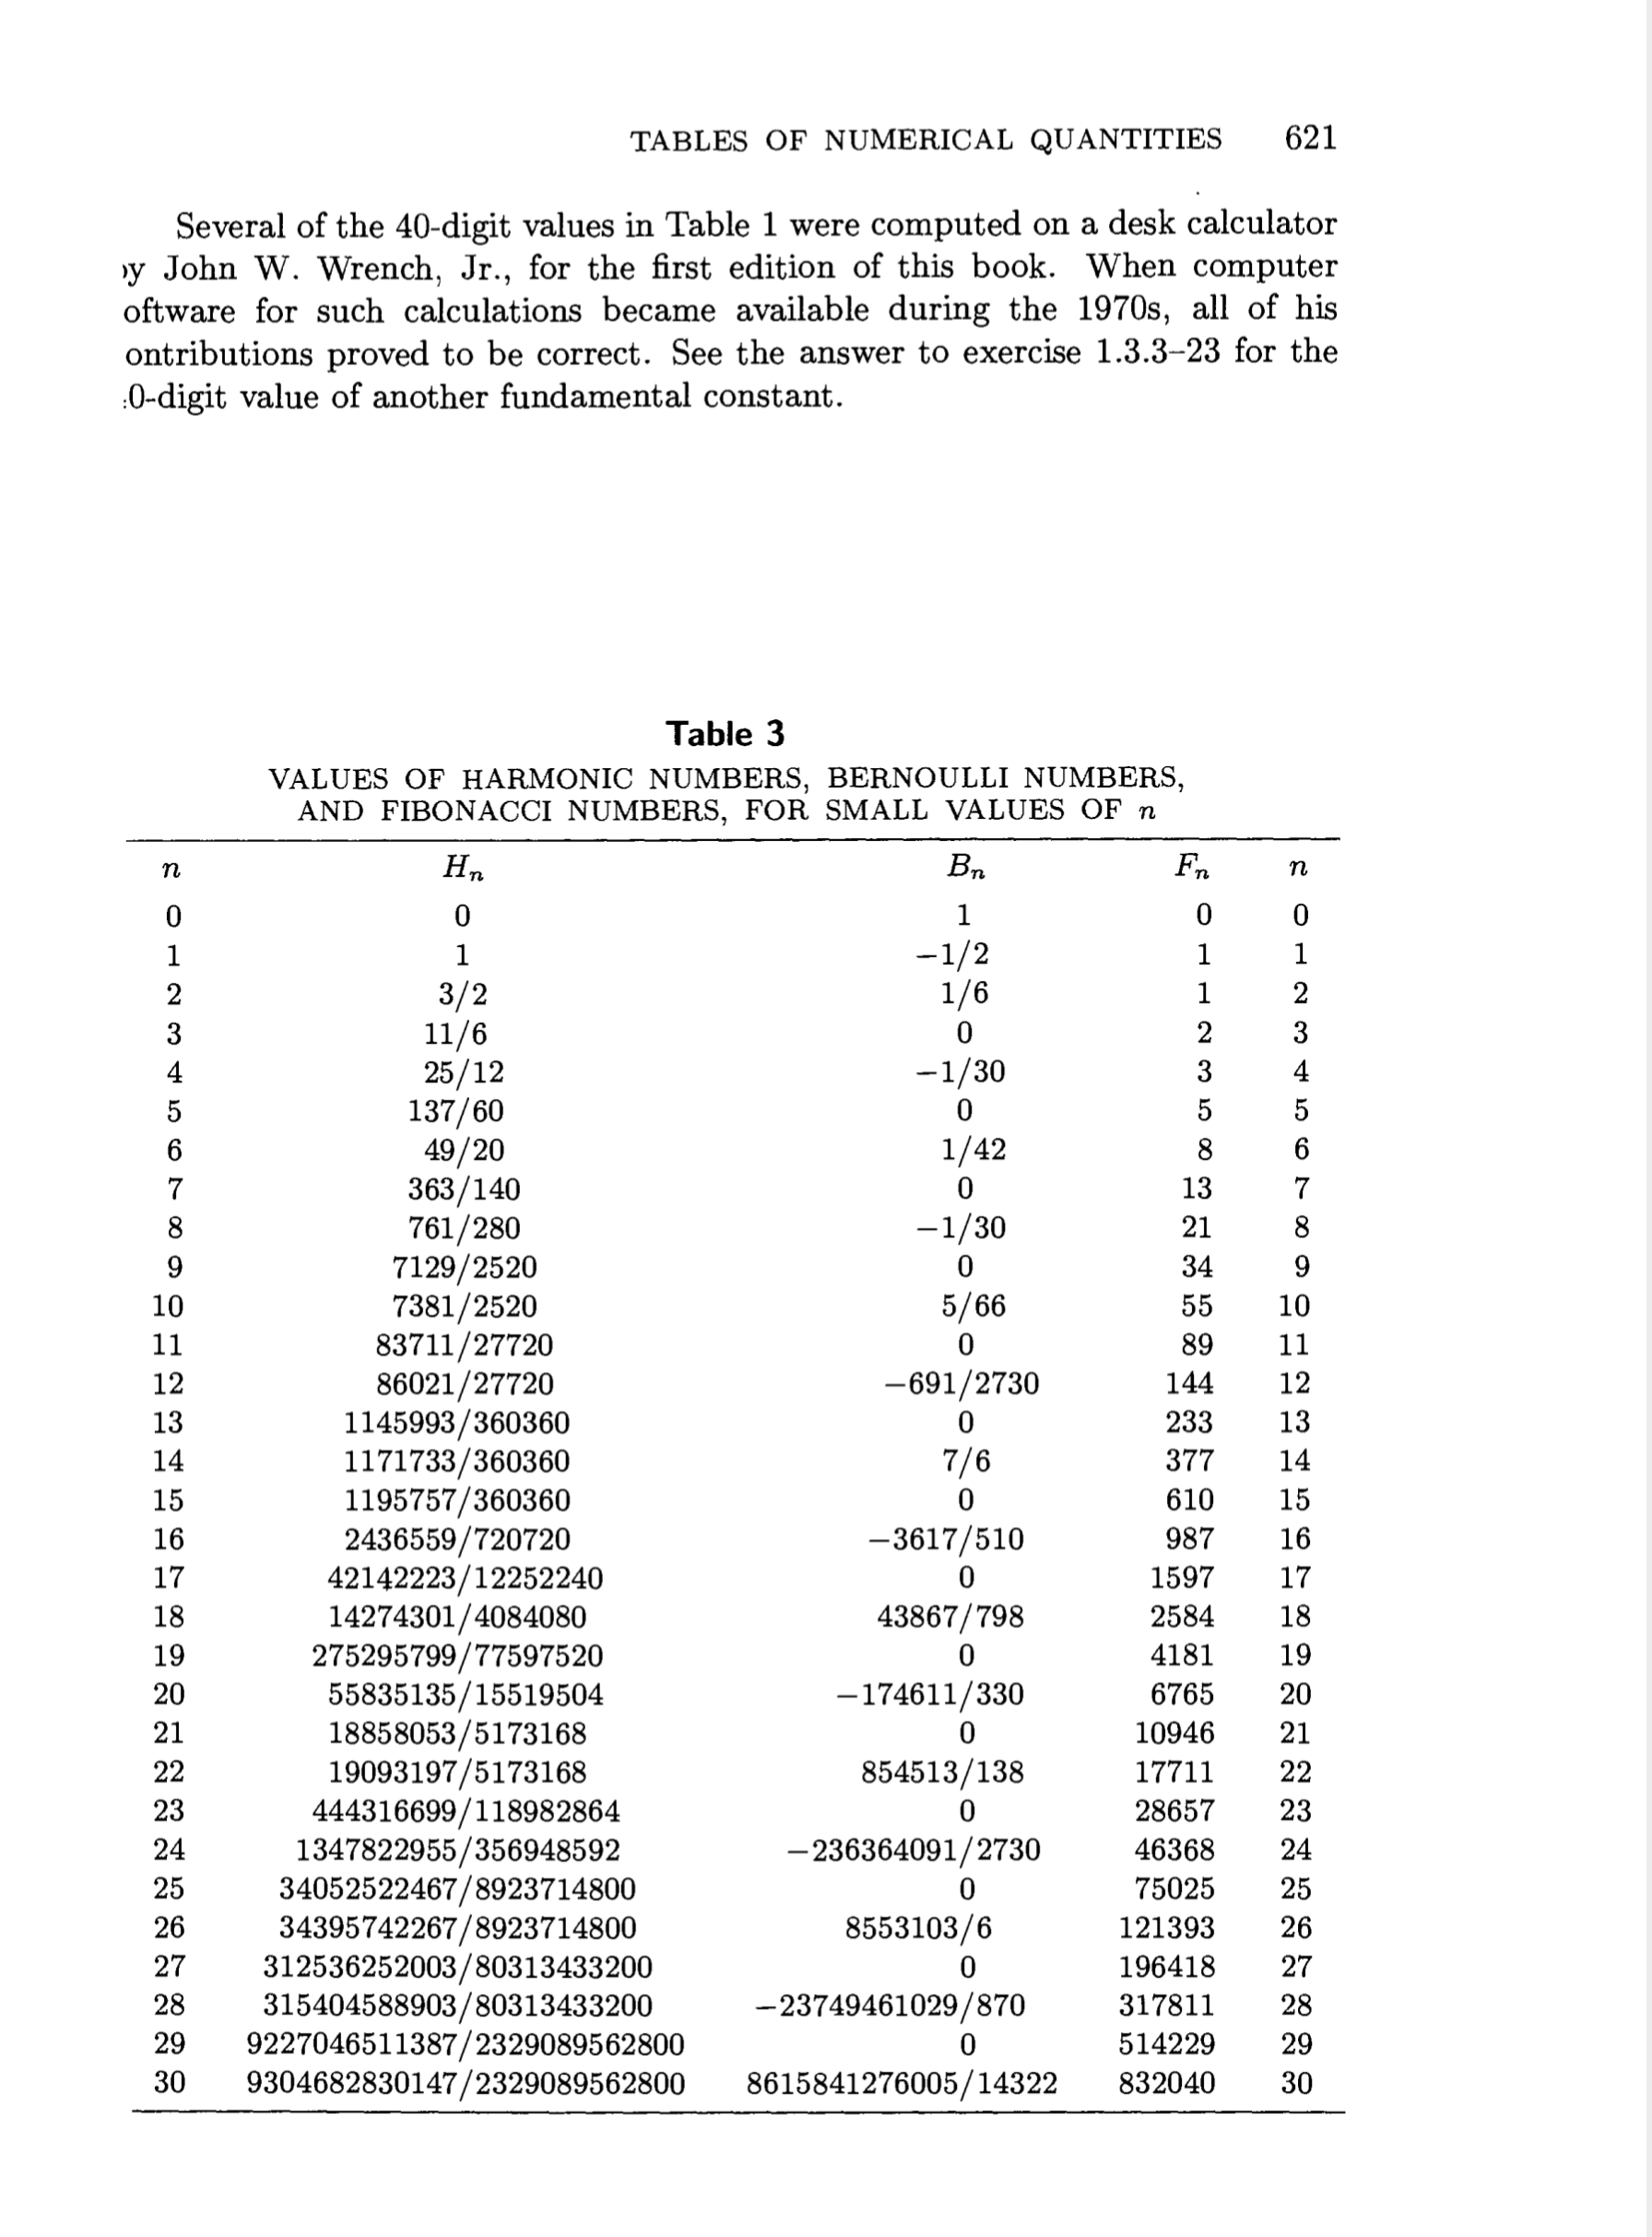 TABLES OF NUMERICAL QUANTITIES 621
Several of the 40-digit values in Table 1 were computed on a desk calculator
y John W. Wrench, Jr., for the first edition of this book. When computer
oftware for such calculations became available during the 1970s, all of his
ontributions proved to be correct. See the answer to exercise 1.3.3–23 for the
0-digit value of another fundamental constant.
Table 3
VALUES OF HARMONIC NUMBERS, BERNOULLI NUMBERS,
AND FIBONACCI NUMBERS, FOR SMALL VALUES OF n
n Hn Bn Fn n
0 0 1 0 0
1 1 −1/2 1 1
2 3/2 1/6 1 2
3 11/6 0 2 3
4 25/12 −1/30 3 4
5 137/60 0 5 5
6 49/20 1/42 8 6
7 363/140 0 13 7
8 761/280 −1/30 21 8
9 7129/2520 0 34 9
10 7381/2520 5/66 55 10
11 83711/27720 0 89 11
12 86021/27720 −691/2730 144 12
13 1145993/360360 0 233 13
14 1171733/360360 7/6 377 14
15 1195757/360360 0 610 15
16 2436559/720720 −3617/510 987 16
17 42142223/12252240 0 1597 17
18 14274301/4084080 43867/798 2584 18
19 275295799/77597520 0 4181 19
20 55835135/15519504 −174611/330 6765 20
21 18858053/5173168 0 10946 21
22 19093197/5173168 854513/138 17711 22
23 444316699/118982864 0 28657 23
24 1347822955/356948592 −236364091/2730 46368 24
25 34052522467/8923714800 0 75025 25
26 34395742267/8923714800 8553103/6 121393 26
27 312536252003/80313433200 0 196418 27
28 315404588903/80313433200 −23749461029/870 317811 28
29 9227046511387/2329089562800 0 514229 29
30 9304682830147/2329089562800 8615841276005/14322 832040 30